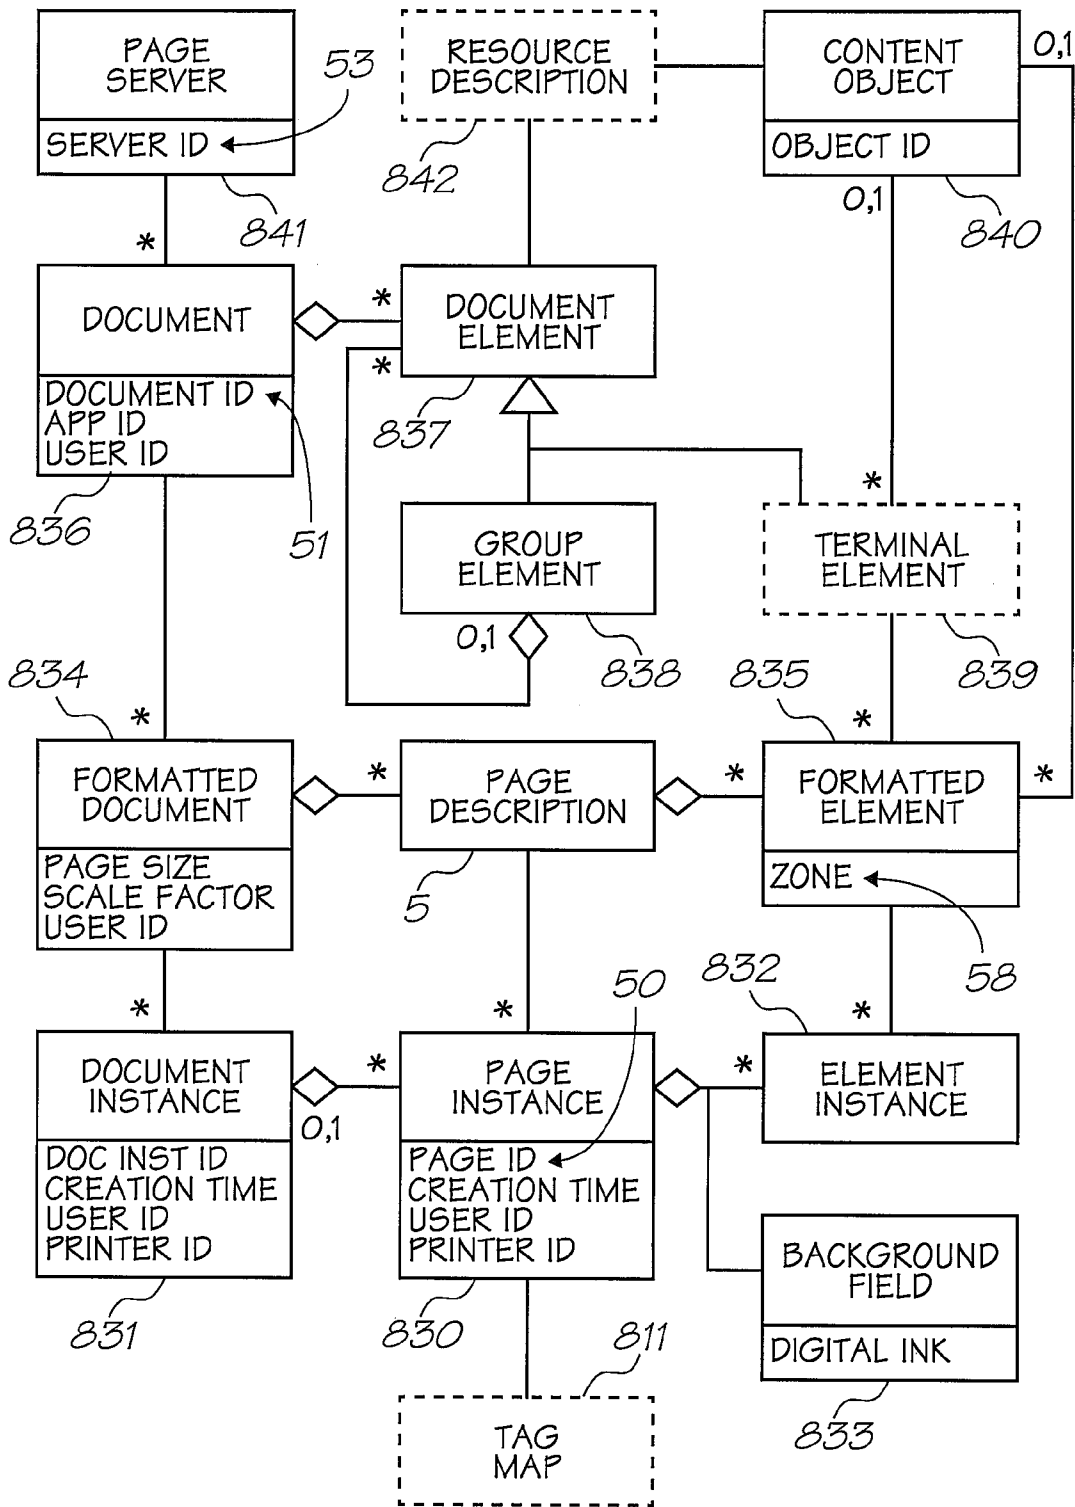 PAGE
SERVER
SERVER ID
53
841
*
RESOURCE
DESCRIPTION
842
CONTENT
OBJECT
OBJECT ID
0,1
0,1
840
DOCUMENT
DOCUMENT ID
APP ID
USER ID
836
51
*
*
DOCUMENT
ELEMENT
837
GROUP
ELEMENT
0,1
838
*
TERMINAL
ELEMENT
839
834
*
FORMATTED
DOCUMENT
PAGE SIZE
SCALE FACTOR
USER ID
*
PAGE
DESCRIPTION
5
835
*
*
*
FORMATTED
ELEMENT
ZONE
58
*
DOCUMENT
INSTANCE
0,1
DOC INST ID
CREATION TIME
USER ID
PRINTER ID
831
50
*
*
PAGE
INSTANCE
PAGE ID
CREATION TIME
USER ID
PRINTER ID
830
832
*
*
ELEMENT
INSTANCE
BACKGROUND
FIELD
DIGITAL INK
833
811
TAG
MAP